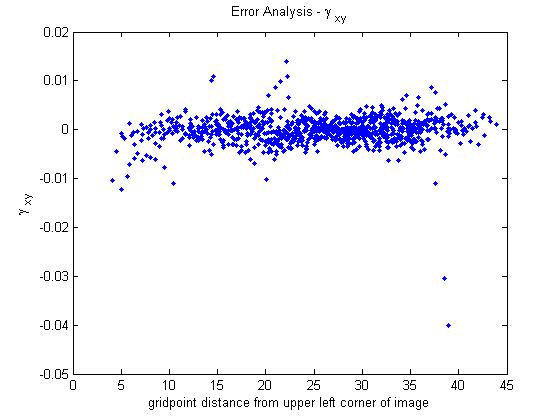 Error Analysis - γ xy
0.02
0.01
0
-0.01
-0.02
-0.03
-0.04
-0.05
γ xy
0 5 10 15 20 25 30 35 40 45
gridpoint distance from upper left corner of image